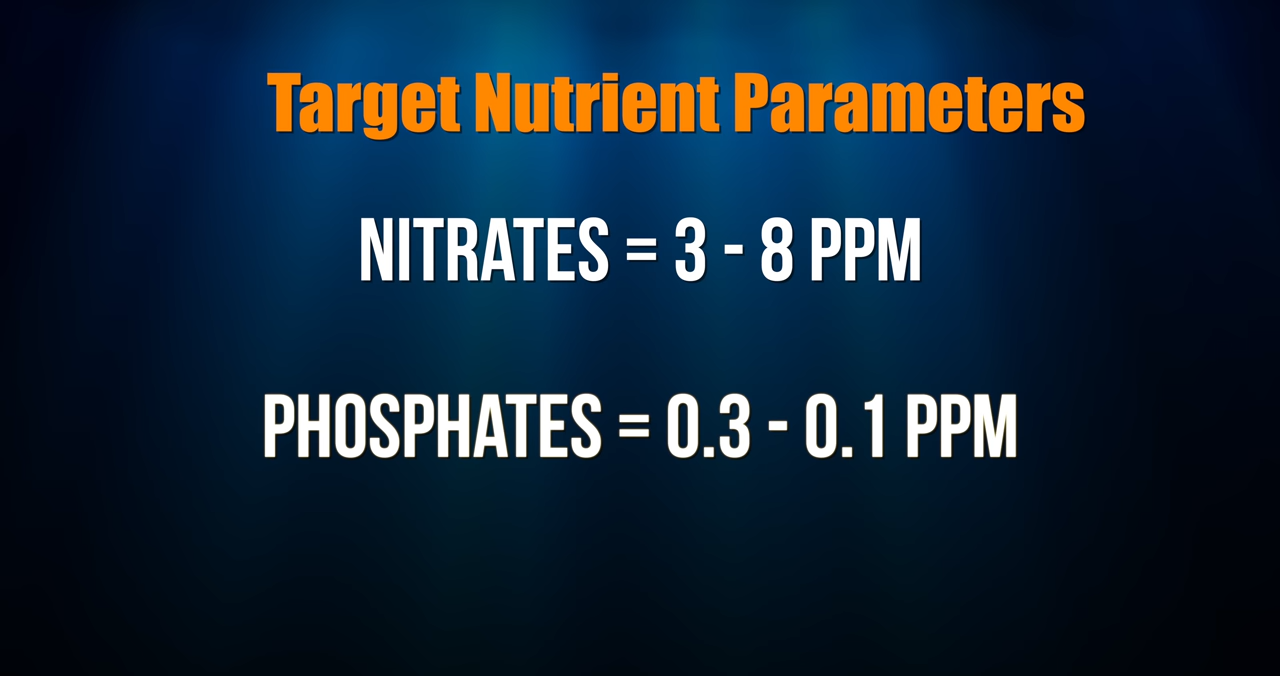 Target Nutrient Parameters
NITRATES = 3 - 8 PPM
PHOSPHATES = 0.3 - 0.1 PPM